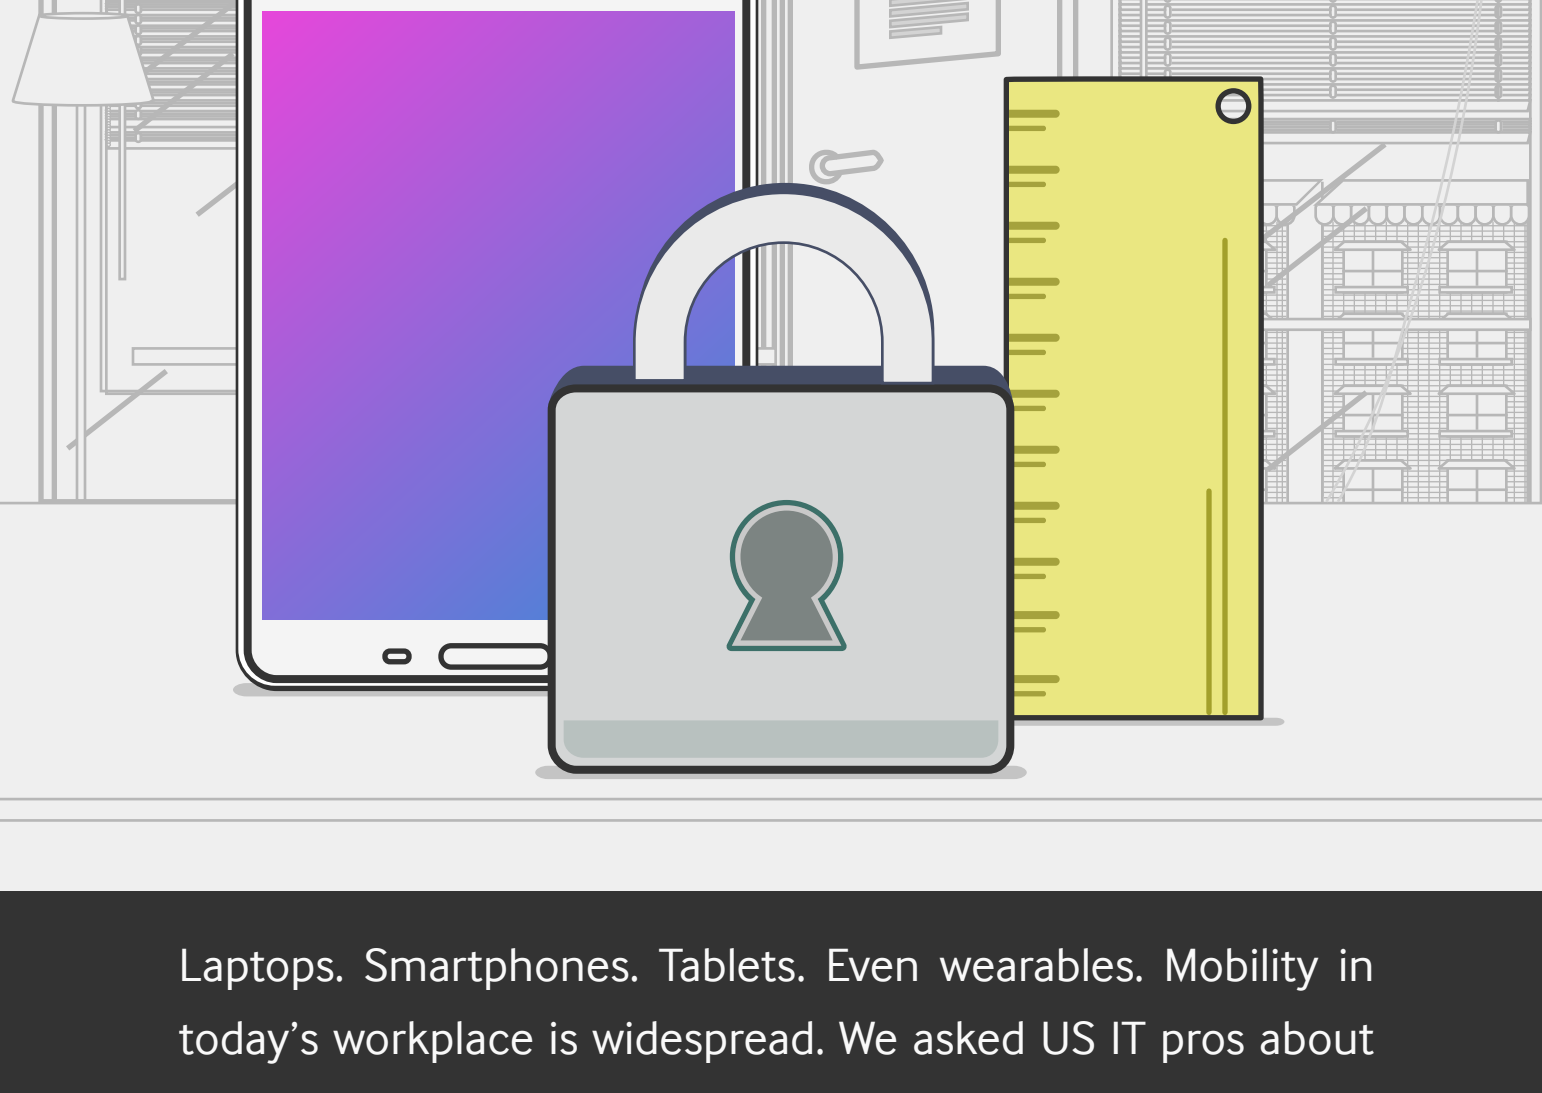 Laptops. Smartphones. Tablets. Even wearables. Mobility in
today’s workplace is widespread. We asked US IT pros about